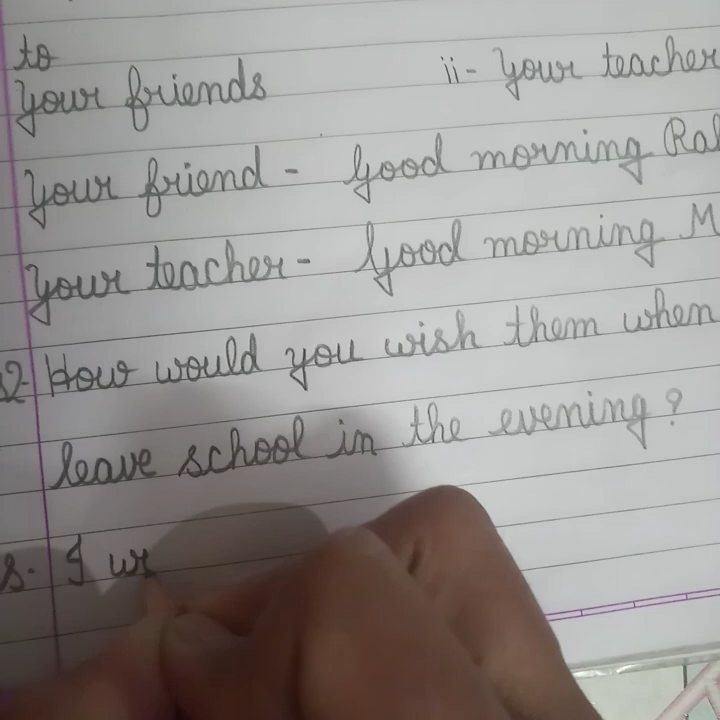 to
your friends ii- your teacher
your friend - Good morning
your teacher- Good morning
2- How would you wish them when
leave school in the evening?
s. I